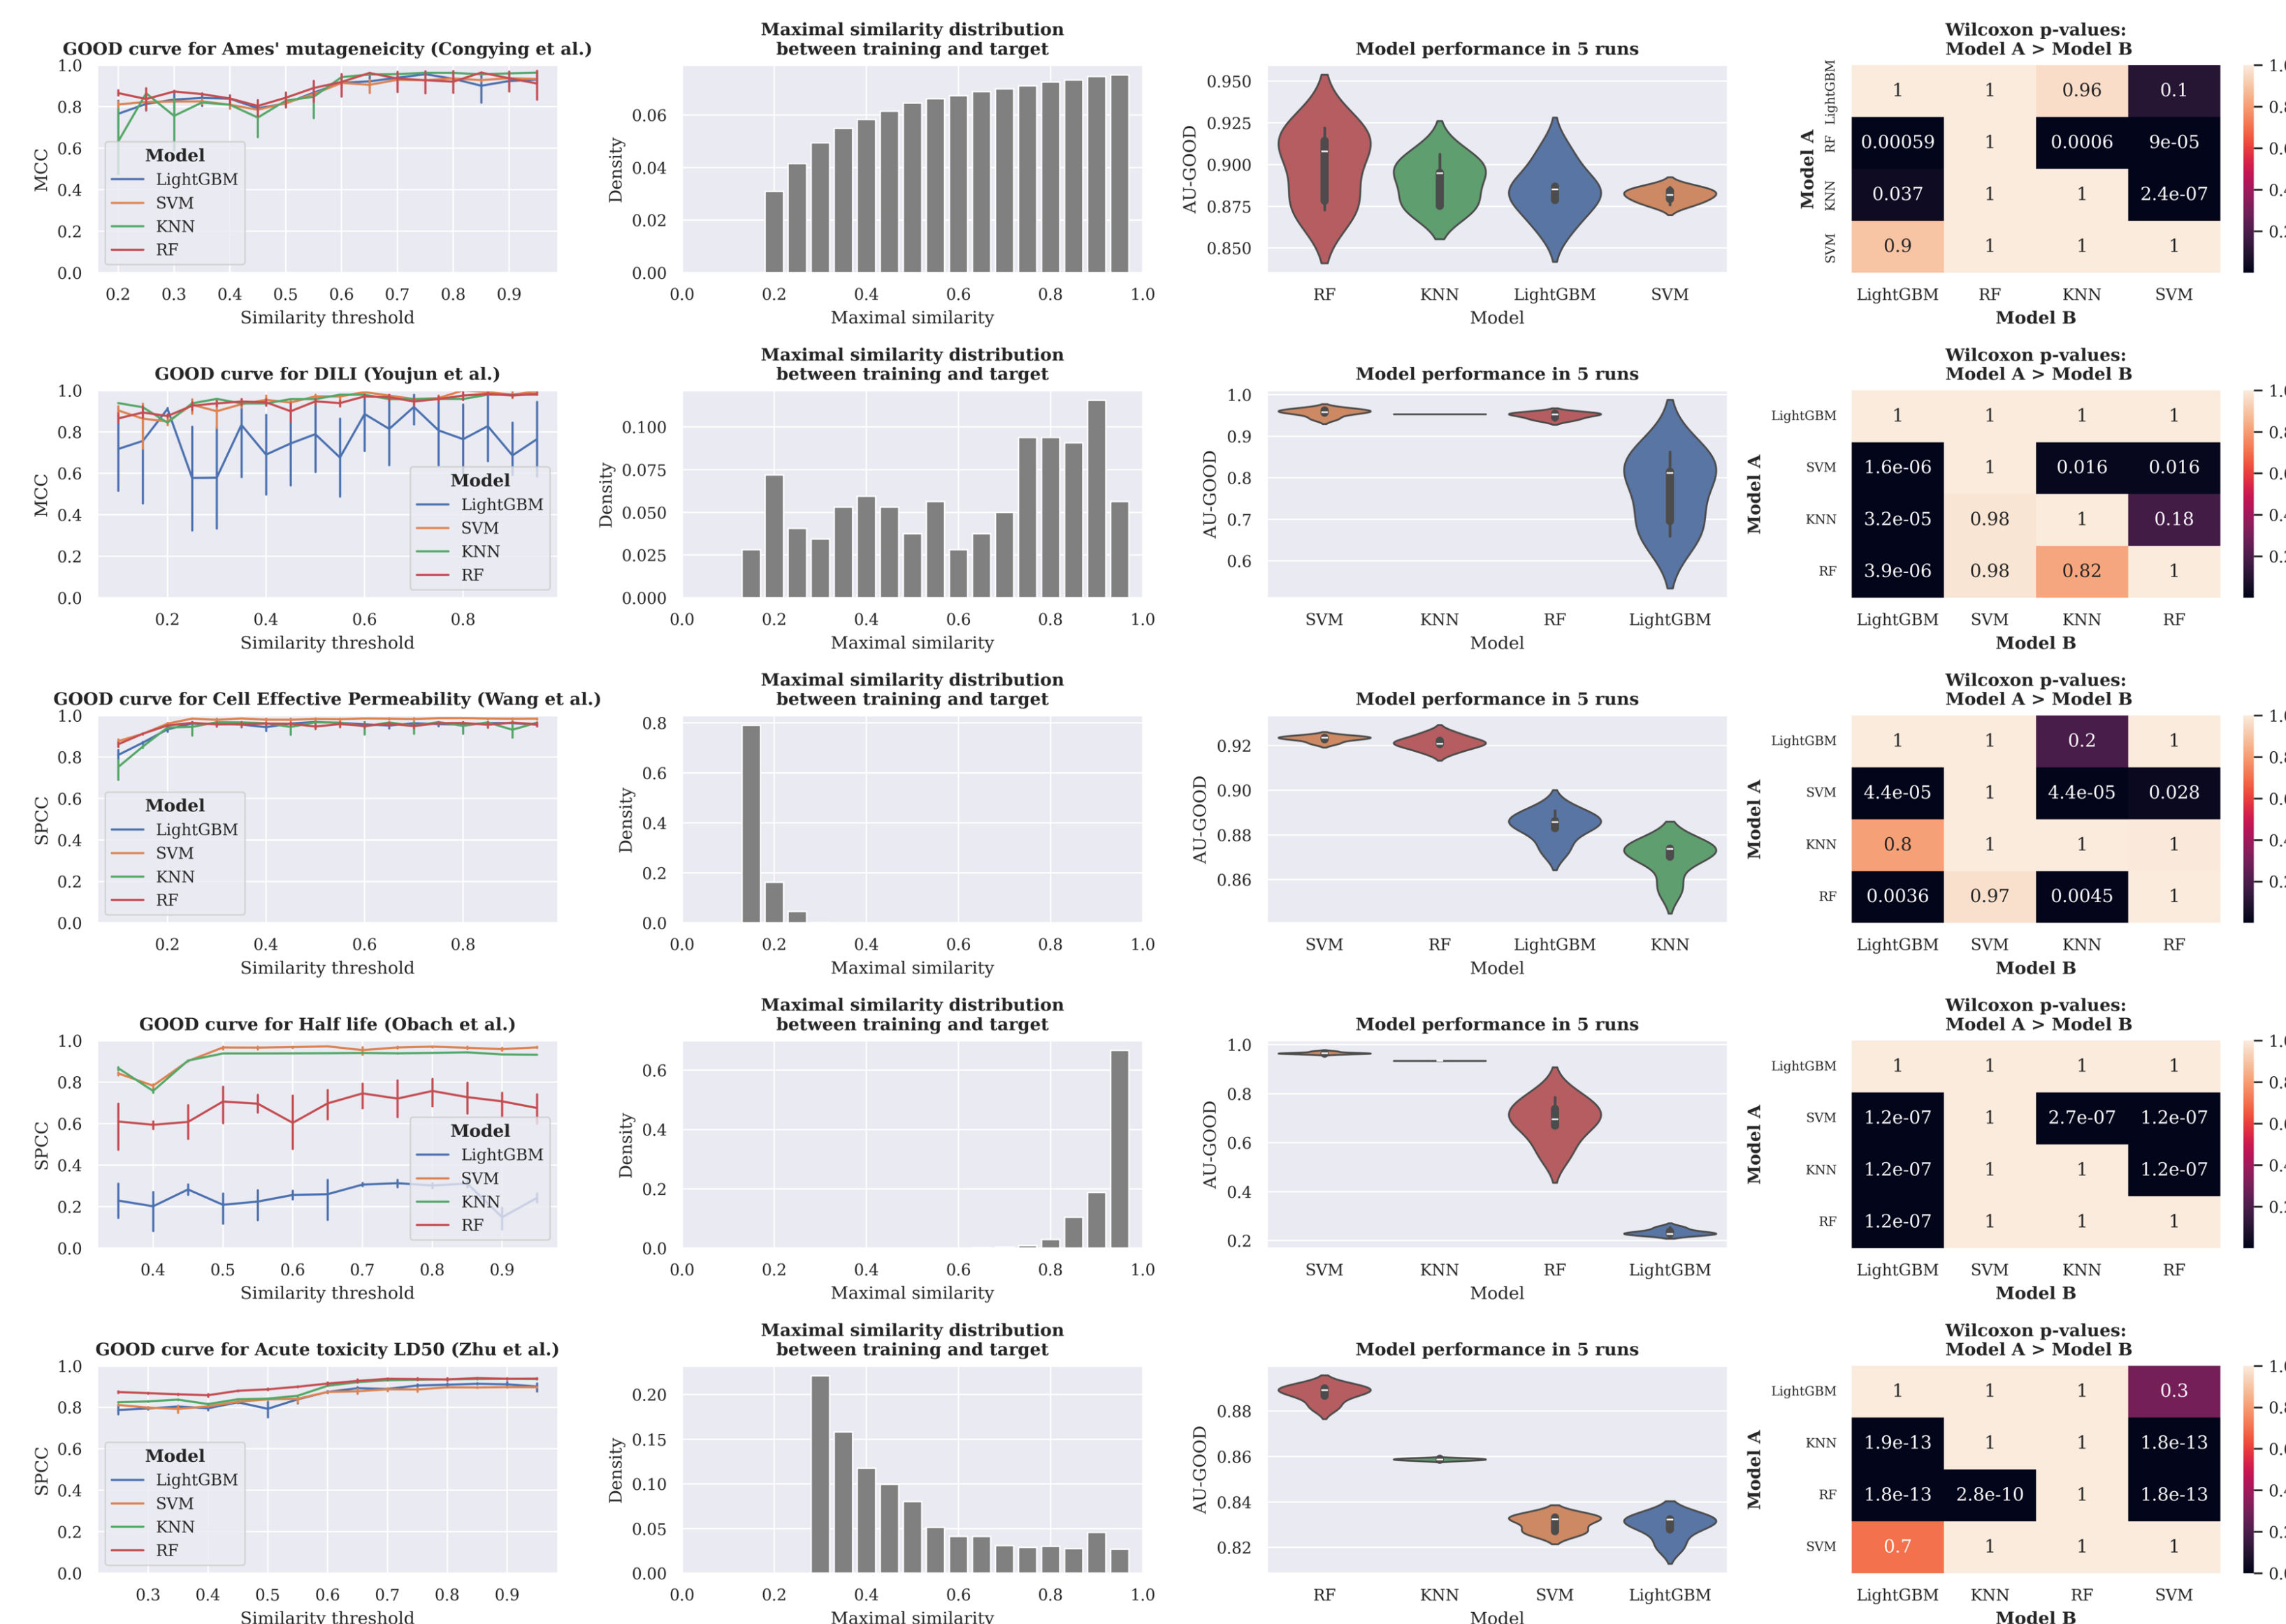 GOOD curve for Ames' mutageneicity (Congying et al.)
MCC
1.0
0.8
0.6
0.4
0.2
0.0
Model
LightGBM
SVM
KNN
RF
0.2 0.3 0.4 0.5 0.6 0.7 0.8 0.9
Similarity threshold
Maximal similarity distribution
between training and target
Density
0.06
0.04
0.02
0.00
0.0 0.2 0.4 0.6 0.8 1.0
Maximal similarity
Model performance in 5 runs
AU-GOOD
0.950
0.925
0.900
0.875
0.850
RF KNN LightGBM SVM
Model
Wilcoxon p-values:
Model A > Model B
Model A
LightGBM 1 1 0.96 0.1
RF 0.00059 1 0.0006 9e-05
KNN 0.037 1 1 2.4e-07
SVM 0.9 1 1 1
LightGBM RF KNN SVM
Model B
GOOD curve for DILI (Youjun et al.)
MCC
1.0
0.8
0.6
0.4
0.2
0.0
Model
LightGBM
SVM
KNN
RF
0.2 0.4 0.6 0.8
Similarity threshold
Maximal similarity distribution
between training and target
Density
0.100
0.075
0.050
0.025
0.000
0.0 0.2 0.4 0.6 0.8 1.0
Maximal similarity
Model performance in 5 runs
AU-GOOD
1.0
0.9
0.8
0.7
0.6
SVM KNN RF LightGBM
Model
Wilcoxon p-values:
Model A > Model B
Model A
LightGBM 1 1 1 1
SVM 1.6e-06 1 0.016 0.016
KNN 3.2e-05 0.98 1 0.18
RF 3.9e-06 0.98 0.82 1
LightGBM SVM KNN RF
Model B
GOOD curve for Cell Effective Permeability (Wang et al.)
SPCC
1.0
0.8
0.6
0.4
0.2
0.0
Model
LightGBM
SVM
KNN
RF
0.2 0.4 0.6 0.8
Similarity threshold
Maximal similarity distribution
between training and target
Density
0.8
0.6
0.4
0.2
0.0
0.0 0.2 0.4 0.6 0.8 1.0
Maximal similarity
Model performance in 5 runs
AU-GOOD
0.92
0.90
0.88
0.86
SVM RF LightGBM KNN
Model
Wilcoxon p-values:
Model A > Model B
Model A
LightGBM 1 1 0.2 1
SVM 4.4e-05 1 4.4e-05 0.028
KNN 0.8 1 1 1
RF 0.0036 0.97 0.0045 1
LightGBM SVM KNN RF
Model B
GOOD curve for Half life (Obach et al.)
SPCC
1.0
0.8
0.6
0.4
0.2
0.0
Model
LightGBM
SVM
KNN
RF
0.4 0.5 0.6 0.7 0.8 0.9
Similarity threshold
Maximal similarity distribution
between training and target
Density
0.6
0.4
0.2
0.0
0.0 0.2 0.4 0.6 0.8 1.0
Maximal similarity
Model performance in 5 runs
AU-GOOD
1.0
0.8
0.6
0.4
0.2
SVM KNN RF LightGBM
Model
Wilcoxon p-values:
Model A > Model B
Model A
LightGBM 1 1 1 1
SVM 1.2e-07 1 2.7e-07 1.2e-07
KNN 1.2e-07 1 1 1.2e-07
RF 1.2e-07 1 1 1
LightGBM SVM KNN RF
Model B
GOOD curve for Acute toxicity LD50 (Zhu et al.)
SPCC
1.0
0.8
0.6
0.4
0.2
0.0
Model
LightGBM
SVM
KNN
RF
0.3 0.4 0.5 0.6 0.7 0.8 0.9
Similarity threshold
Maximal similarity distribution
between training and target
Density
0.20
0.15
0.10
0.05
0.00
0.0 0.2 0.4 0.6 0.8 1.0
Maximal similarity
Model performance in 5 runs
AU-GOOD
0.88
0.86
0.84
0.82
RF KNN SVM LightGBM
Model
Wilcoxon p-values:
Model A > Model B
Model A
LightGBM 1 1 1 0.3
KNN 1.9e-13 1 1 1.8e-13
RF 1.8e-13 2.8e-10 1 1.8e-13
SVM 0.7 1 1 1
LightGBM KNN RF SVM
Model B